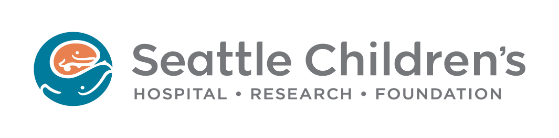 Seattle Children's
HOSPITAL • RESEARCH • FOUNDATION